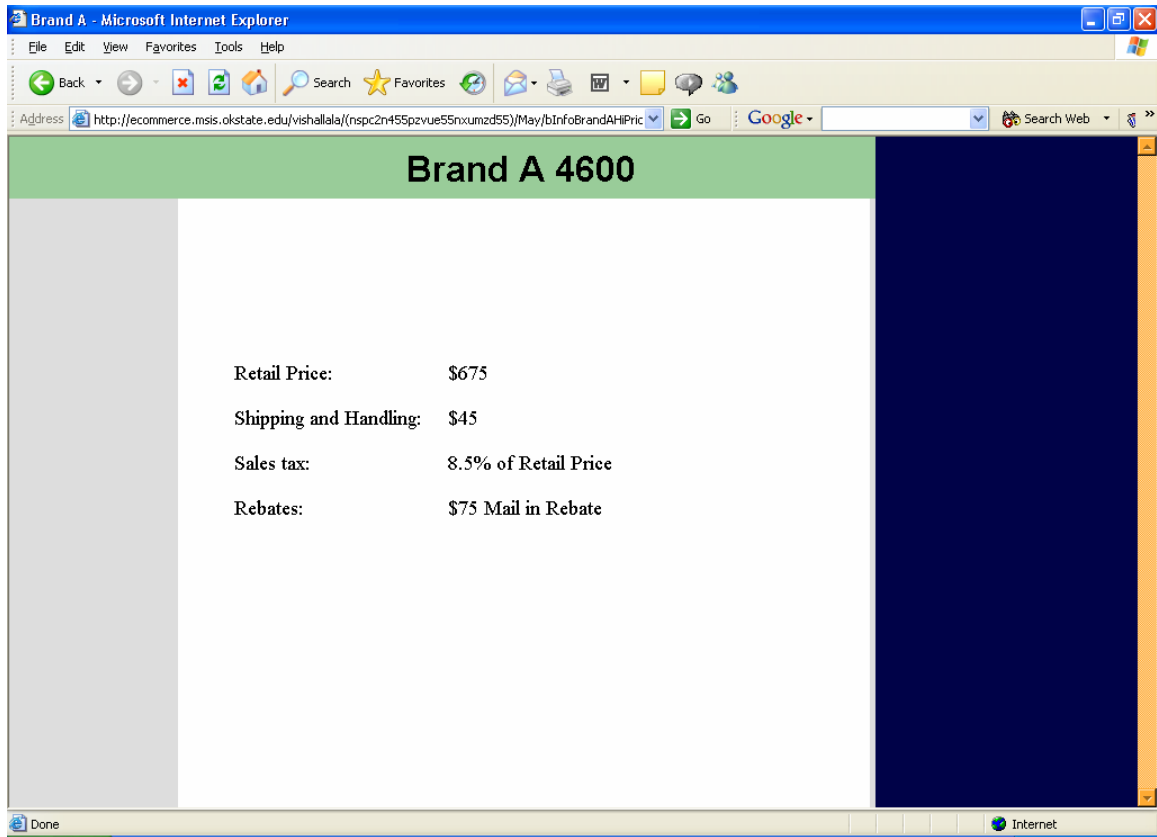 Brand A - Microsoft Internet Explorer
File Edit View Favorites Tools Help
Back Search Favorites
Address http://ecommerce.msis.okstate.edu/vishallala/(nspc2n455pzvue55nxumzd55)/May/bInfoBrandAHiPric Go Google Search Web »
Brand A 4600
Retail Price: $675
Shipping and Handling: $45
Sales tax: 8.5% of Retail Price
Rebates: $75 Mail in Rebate
Done Internet